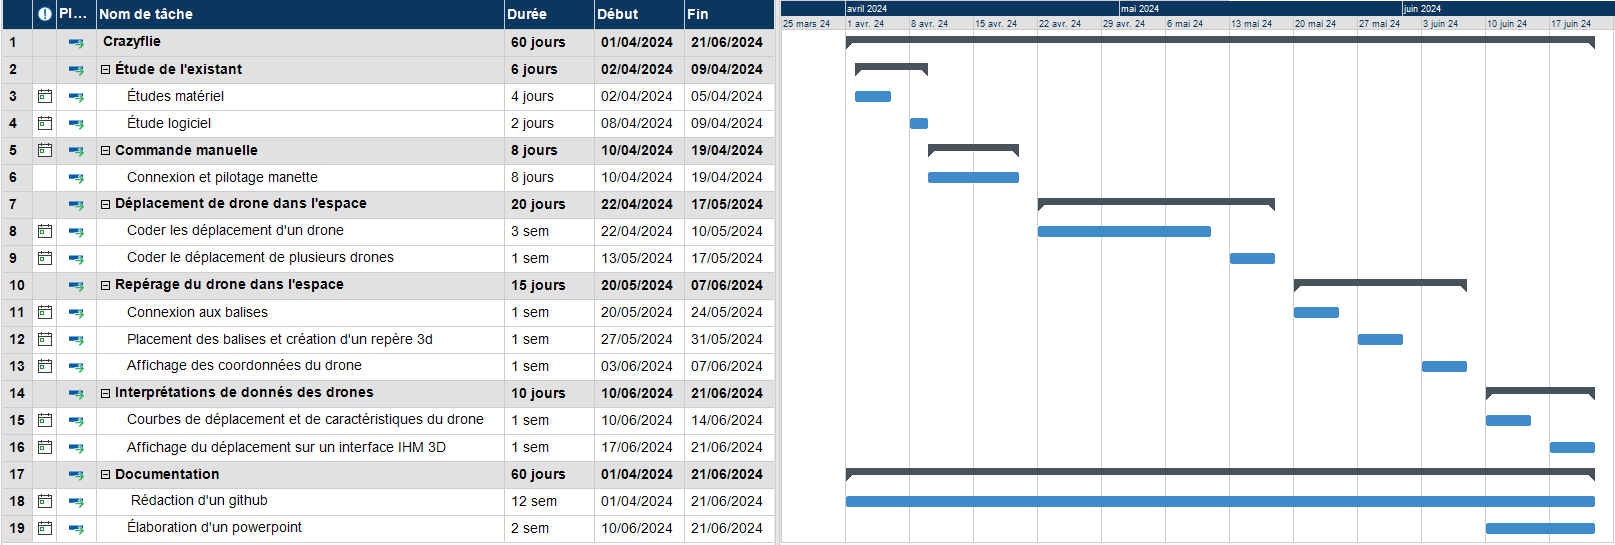 Pl... Nom de tâche Durée Début Fin
avril 2024 mai 2024 juin 2024
25 mars 24 1 avr. 24 8 avr. 24 15 avr. 24 22 avr. 24 29 avr. 24 6 mai 24 13 mai 24 20 mai 24 27 mai 24 3 juin 24 10 juin 24 17 juin 24
1 Crazyflie 60 jours 01/04/2024 21/06/2024
2 Étude de l'existant 6 jours 02/04/2024 09/04/2024
3 Études matériel 4 jours 02/04/2024 05/04/2024
4 Étude logiciel 2 jours 08/04/2024 09/04/2024
5 Commande manuelle 8 jours 10/04/2024 19/04/2024
6 Connexion et pilotage manette 8 jours 10/04/2024 19/04/2024
7 Déplacement de drone dans l'espace 20 jours 22/04/2024 17/05/2024
8 Coder les déplacement d'un drone 3 sem 22/04/2024 10/05/2024
9 Coder le déplacement de plusieurs drones 1 sem 13/05/2024 17/05/2024
10 Repérage du drone dans l'espace 15 jours 20/05/2024 07/06/2024
11 Connexion aux balises 1 sem 20/05/2024 24/05/2024
12 Placement des balises et création d'un repère 3d 1 sem 27/05/2024 31/05/2024
13 Affichage des coordonnées du drone 1 sem 03/06/2024 07/06/2024
14 Interprétations de donnés des drones 10 jours 10/06/2024 21/06/2024
15 Courbes de déplacement et de caractéristiques du drone 1 sem 10/06/2024 14/06/2024
16 Affichage du déplacement sur un interface IHM 3D 1 sem 17/06/2024 21/06/2024
17 Documentation 60 jours 01/04/2024 21/06/2024
18 Rédaction d'un github 12 sem 01/04/2024 21/06/2024
19 Élaboration d'un powerpoint 2 sem 10/06/2024 21/06/2024